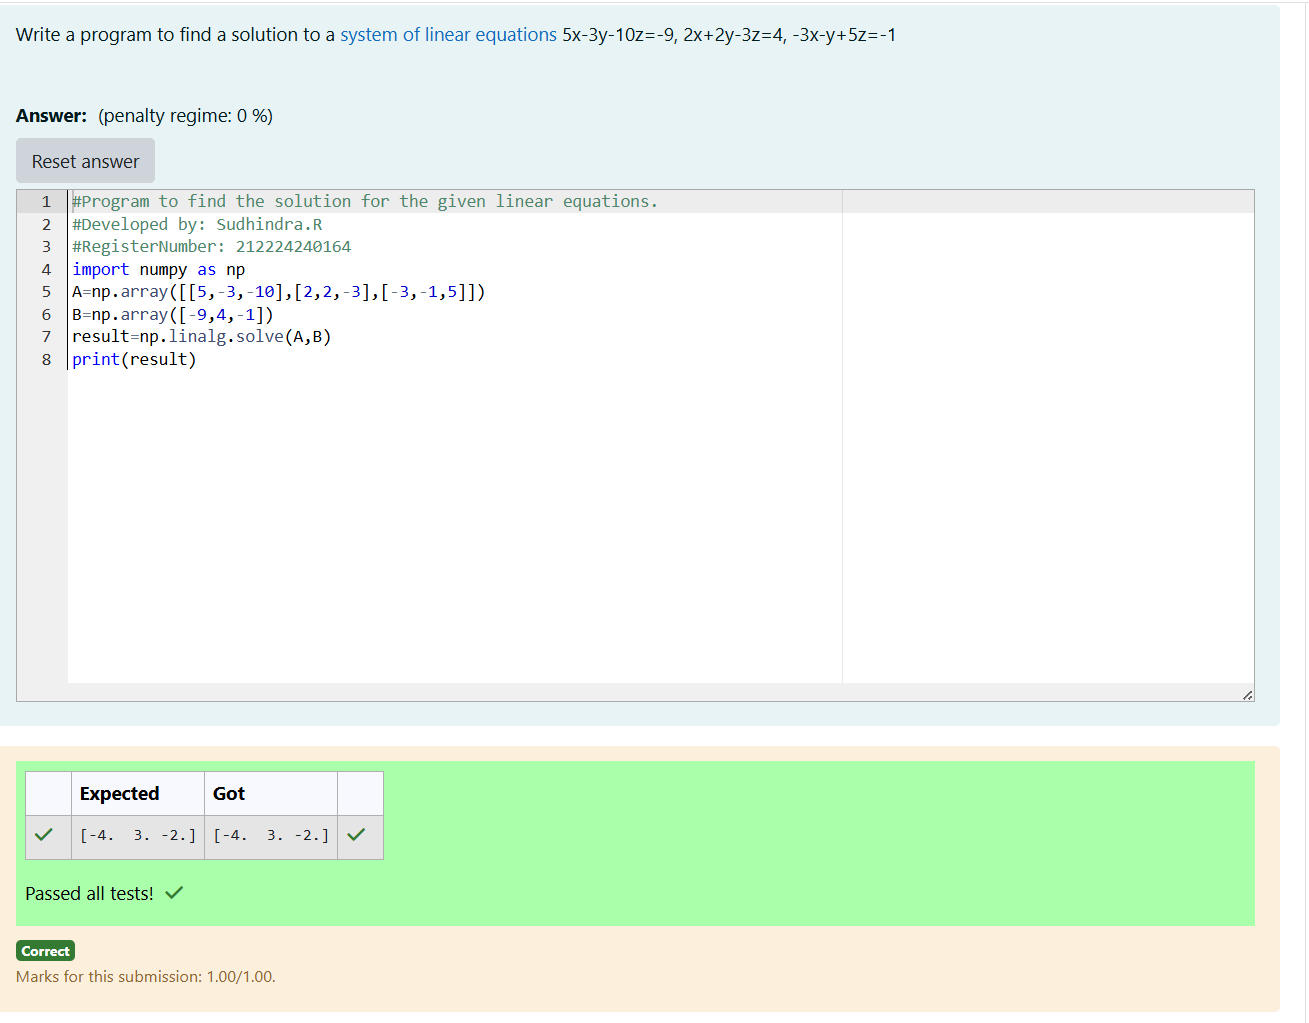 Write a program to find a solution to a system of linear equations 5x-3y-10z=-9, 2x+2y-3z=4, -3x-y+5z=-1
Answer: (penalty regime: 0 %)
Reset answer
1 #Program to find the solution for the given linear equations.
2 #Developed by: Sudhindra.R
3 #RegisterNumber: 212224240164
4 import numpy as np
5 A=np.array([[5,-3,-10],[2,2,-3],[-3,-1,5]])
6 B=np.array([-9,4,-1])
7 result=np.linalg.solve(A,B)
8 print(result)
Expected Got
[-4.  3. -2.] [-4.  3. -2.]
Passed all tests!
Correct
Marks for this submission: 1.00/1.00.